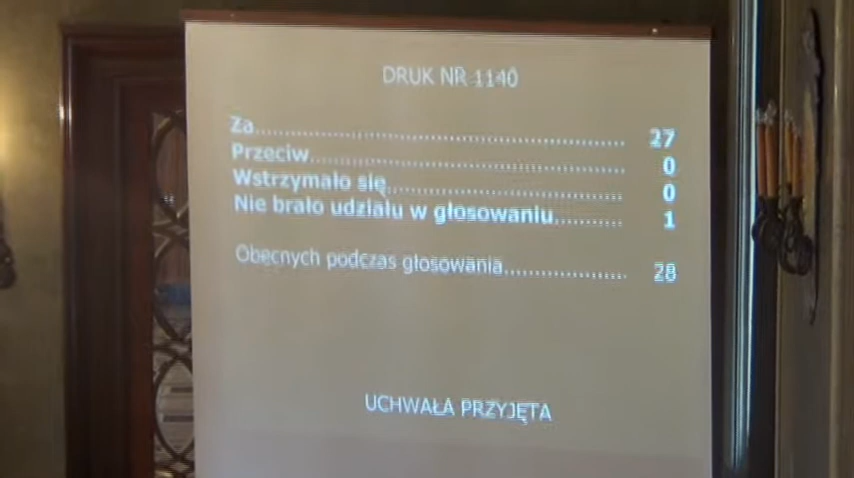 DRUK NR 1140
Za.......................................................... 27
Przeciw.................................................. 0
Wstrzymało się....................................... 0
Nie brało udziału w głosowaniu........... 1
Obecnych podczas głosowania.................... 28
UCHWAŁA PRZYJĘTA